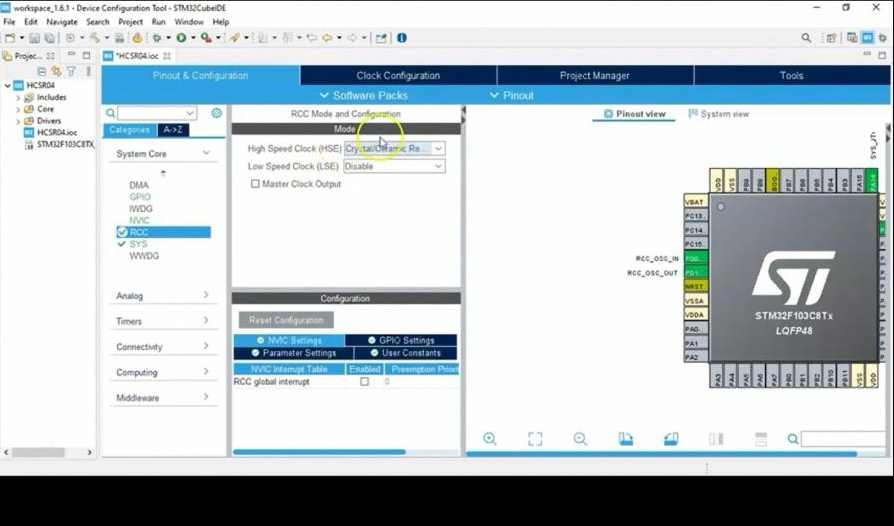 workspace_1.6.1 - Device Configuration Tool - STM32CubeIDE
File Edit Navigate Search Project Run Window Help
Projec...
*HCSR04.ioc
HCSR04
Includes
Core
Drivers
HCSR04.ioc
STM32F103C8TX_
Pinout & Configuration
Clock Configuration
Project Manager
Tools
Software Packs
Pinout
Categories
A->Z
System Core
DMA
GPIO
IWDG
NVIC
RCC
SYS
WWDG
Analog
Timers
Connectivity
Computing
Middleware
RCC Mode and Configuration
Mode
High Speed Clock (HSE) Crystal/Ceramic Re...
Low Speed Clock (LSE) Disable
Master Clock Output
Configuration
Reset Configuration
NVIC Settings
GPIO Settings
Parameter Settings
User Constants
NVIC Interrupt Table Enabled Preemption Priorit
RCC global interrupt 0
Pinout view
System view
SYS_JT
VDD VSS PB9 PB8 BOO.. PB7 PB6 PB5 PB4 PB3 PA15 PA14
VBAT
PC13..
PC14..
PC15..
RCC_OSC_IN PD0..
RCC_OSC_OUT PD1..
NRST
VSSA
VDDA
PA0..
PA1
PA2
ST
STM32F103C8Tx
LQFP48
PA3 PA4 PA5 PA6 PA7 PB0 PB1 PB2 PB10 PB11 VSS VDD